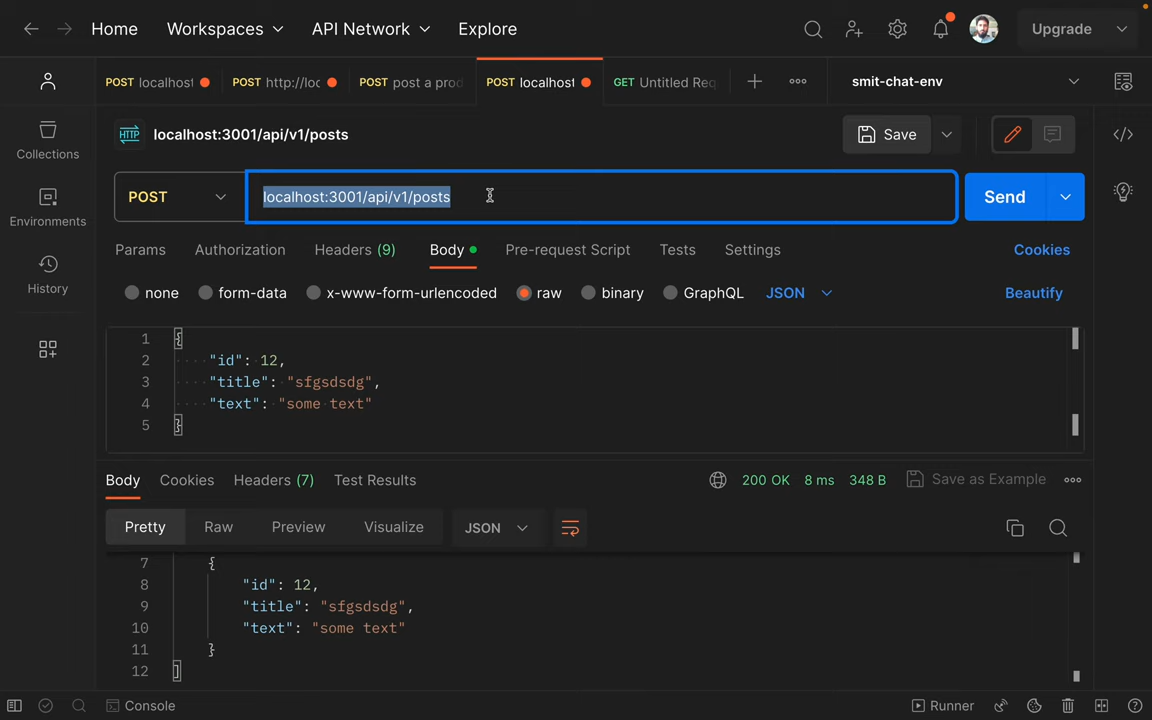 Home Workspaces API Network Explore Upgrade
POST localhost POST http://loc POST post a prod POST localhost GET Untitled Req smit-chat-env
HTTP localhost:3001/api/v1/posts Save
Collections
POST localhost:3001/api/v1/posts Send
Environments
Params Authorization Headers (9) Body Pre-request Script Tests Settings Cookies
History
none form-data x-www-form-urlencoded raw binary GraphQL JSON Beautify
1 {
2 "id": 12,
3 "title": "sfgsdsdg",
4 "text": "some text"
5 }
Body Cookies Headers (7) Test Results 200 OK 8 ms 348 B Save as Example
Pretty Raw Preview Visualize JSON
7 {
8 "id": 12,
9 "title": "sfgsdsdg",
10 "text": "some text"
11 }
12 ]
Console Runner